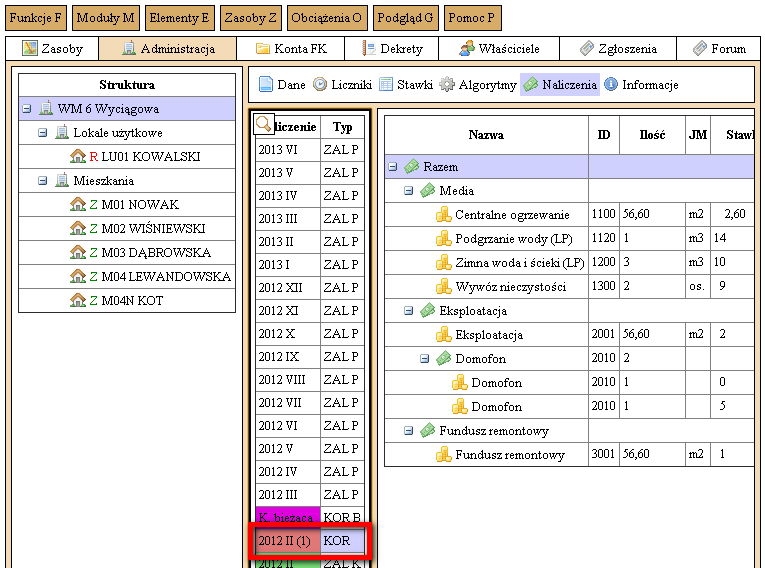 Funkcje F Moduły M Elementy E Zasoby Z Obciążenia O Podgląd G Pomoc P
Zasoby Administracja Konta FK Dekrety Właściciele Zgłoszenia Forum
Struktura
WM 6 Wyciągowa
Lokale użytkowe
R LU01 KOWALSKI
Mieszkania
Z M01 NOWAK
Z M02 WIŚNIEWSKI
Z M03 DĄBROWSKA
Z M04 LEWANDOWSKA
Z M04N KOT
Dane Liczniki Stawki Algorytmy Naliczenia Informacje
liczenie Typ
2013 VI ZAL P
2013 V ZAL P
2013 IV ZAL P
2013 III ZAL P
2013 II ZAL P
2013 I ZAL P
2012 XII ZAL P
2012 XI ZAL P
2012 X ZAL P
2012 IX ZAL P
2012 VIII ZAL P
2012 VII ZAL P
2012 VI ZAL P
2012 V ZAL P
2012 IV ZAL P
2012 III ZAL P
K. bieżąca KOR B
2012 II (1) KOR
2012 II ZAL K
Nazwa ID Ilość JM Stawk
Razem
Media
Centralne ogrzewanie 1100 56,60 m2 2,60
Podgrzanie wody (LP) 1120 1 m3 14
Zimna woda i ścieki (LP) 1200 3 m3 10
Wywóz nieczystości 1300 2 os. 9
Eksploatacja
Eksploatacja 2001 56,60 m2 2
Domofon 2010 2
Domofon 2010 1 0
Domofon 2010 1 5
Fundusz remontowy
Fundusz remontowy 3001 56,60 m2 1